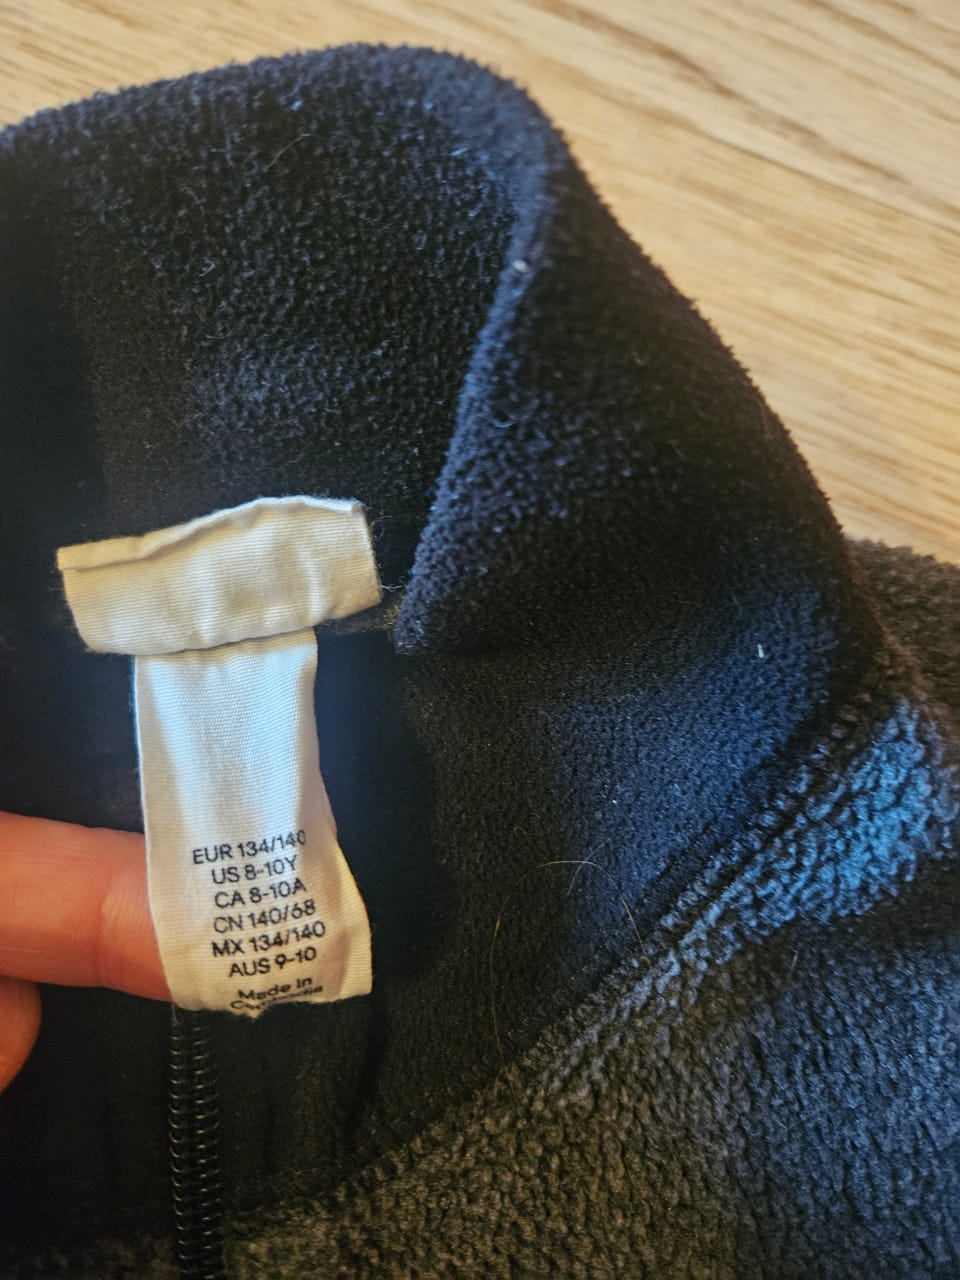 EUR 134/140
US 8-10Y
CA 8-10A
CN 140/68
MX 134/140
AUS 9-10
Made in